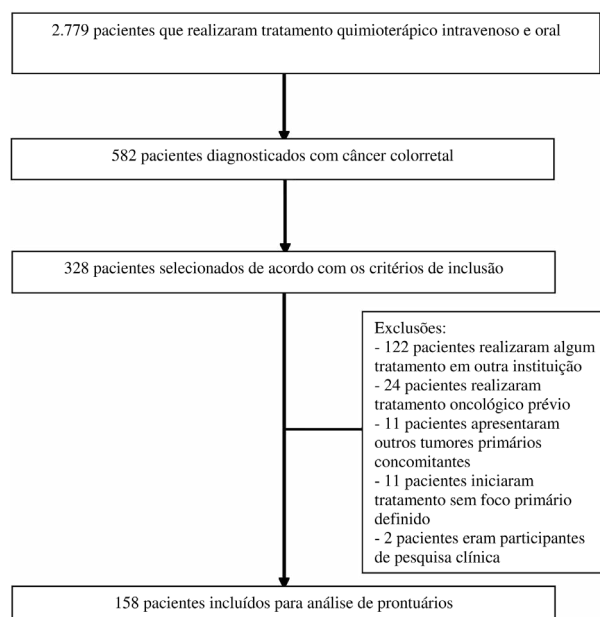 2.779 pacientes que realizaram tratamento quimioterápico intravenoso e oral
582 pacientes diagnosticados com câncer colorretal
328 pacientes selecionados de acordo com os critérios de inclusão
Exclusões:
- 122 pacientes realizaram algum
tratamento em outra instituição
- 24 pacientes realizaram
tratamento oncológico prévio
- 11 pacientes apresentaram
outros tumores primários
concomitantes
- 11 pacientes iniciaram
tratamento sem foco primário
definido
- 2 pacientes eram participantes
de pesquisa clínica
158 pacientes incluídos para análise de prontuários